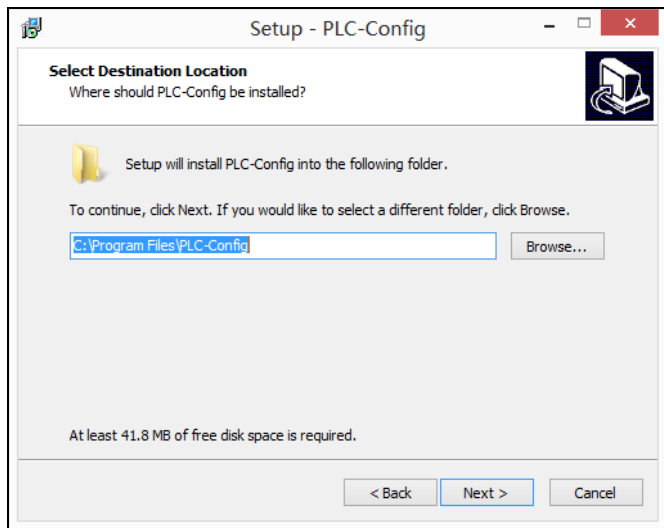 Setup - PLC-Config
Select Destination Location
Where should PLC-Config be installed?
Setup will install PLC-Config into the following folder.
To continue, click Next. If you would like to select a different folder, click Browse.
C:\Program Files\PLC-Config
Browse...
At least 41.8 MB of free disk space is required.
< Back
Next >
Cancel